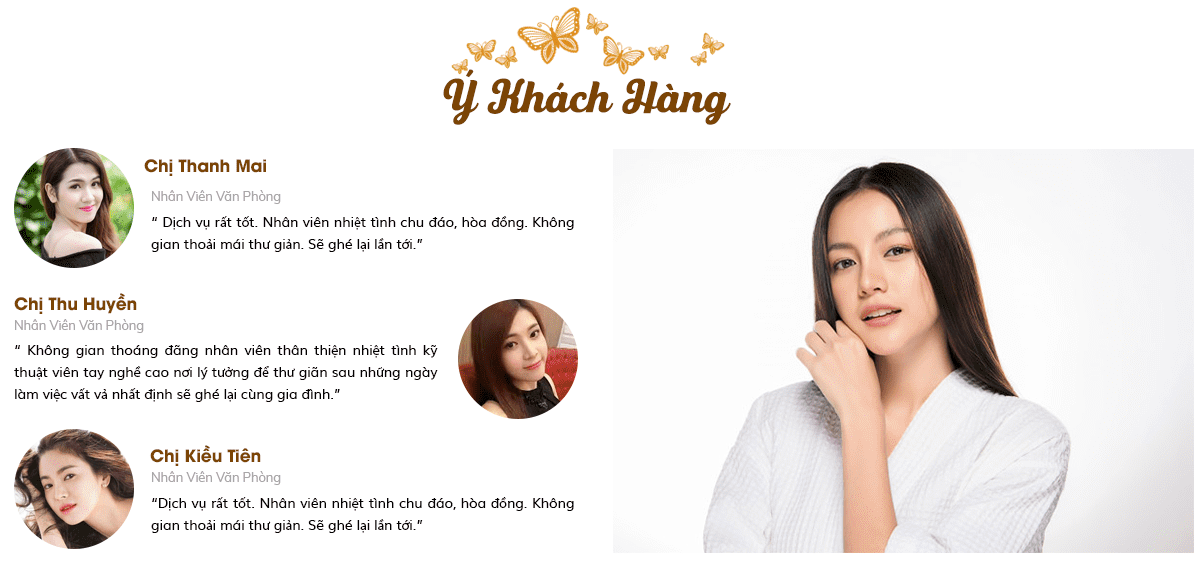 Ý Khách Hàng
Chị Thanh Mai
Nhân Viên Văn Phòng
“ Dịch vụ rất tốt. Nhân viên nhiệt tình chu đáo, hòa đồng. Không
gian thoải mái thư giản. Sẽ ghé lại lần tới.”
Chị Thu Huyền
Nhân Viên Văn Phòng
“ Không gian thoáng đãng nhân viên thân thiện nhiệt tình kỹ
thuật viên tay nghề cao nơi lý tưởng để thư giãn sau những ngày
làm việc vất vả nhất định sẽ ghé lại cùng gia đình.”
Chị Kiều Tiên
Nhân Viên Văn Phòng
“Dịch vụ rất tốt. Nhân viên nhiệt tình chu đáo, hòa đồng. Không
gian thoải mái thư giản. Sẽ ghé lại lần tới.”